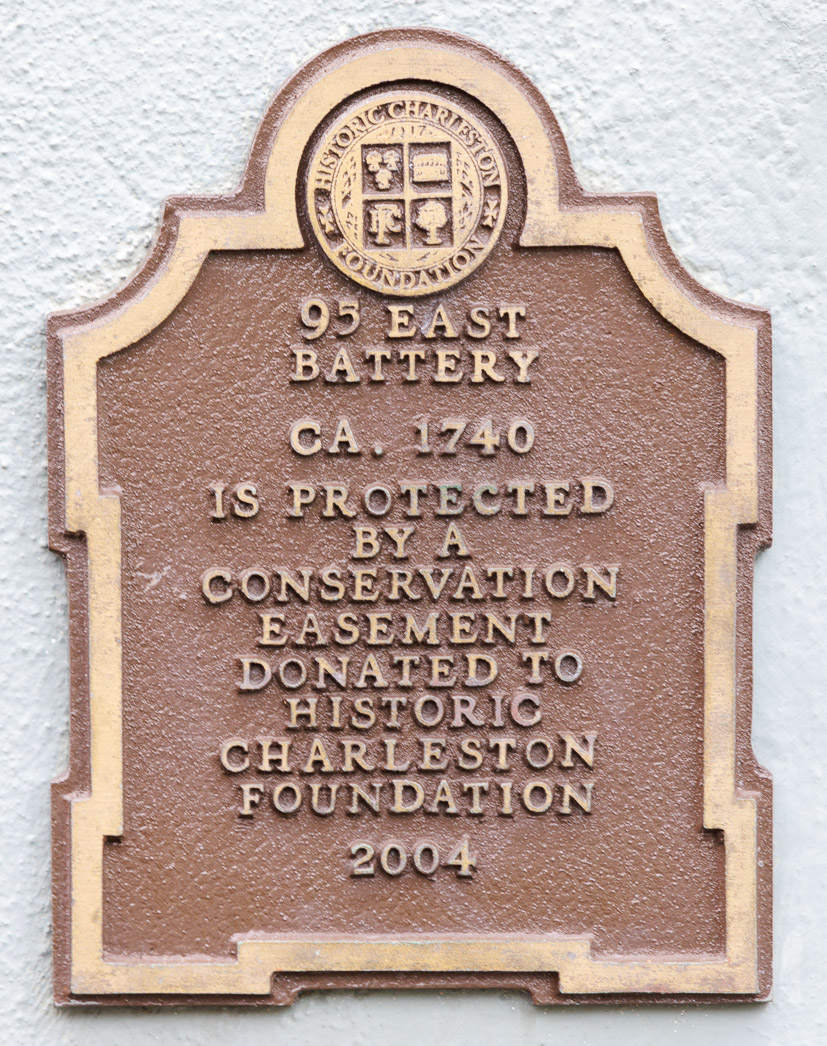 HISTORIC CHARLESTON
FOUNDATION
95 EAST
BATTERY
CA. 1740
IS PROTECTED
BY A
CONSERVATION
EASEMENT
DONATED TO
HISTORIC
CHARLESTON
FOUNDATION
2004